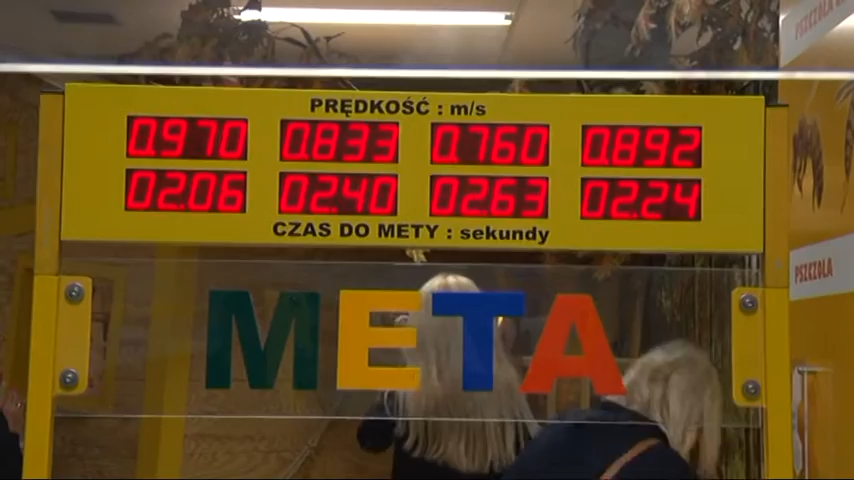 PSZCZOŁA
PRĘDKOŚĆ : m/s
0.970 0.833 0.760 0.892
02.06 02.40 02.63 02.24
CZAS DO METY : sekundy
PSZCZOŁA
META